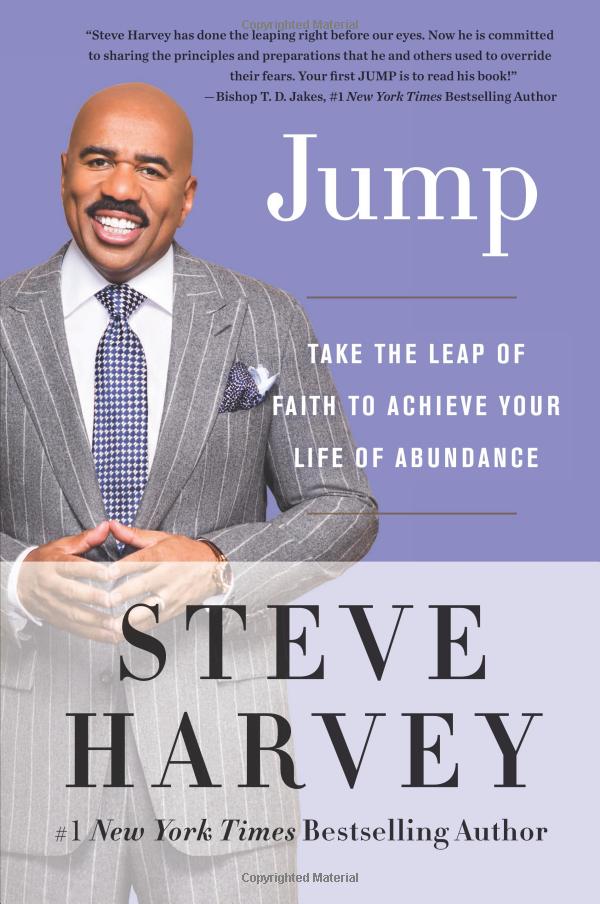 Copyrighted Material
“Steve Harvey has done the leaping right before our eyes. Now he is committed
to sharing the principles and preparations that he and others used to override
their fears. Your first JUMP is to read his book!”
—Bishop T. D. Jakes, #1 New York Times Bestselling Author
Jump
TAKE THE LEAP OF
FAITH TO ACHIEVE YOUR
LIFE OF ABUNDANCE
STEVE
HARVEY
#1 New York Times Bestselling Author
Copyrighted Material